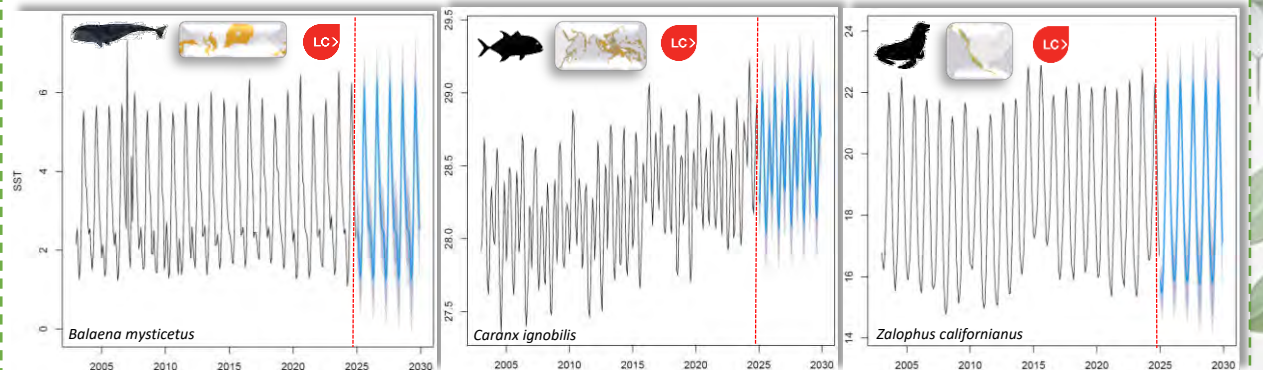 LC>
LC>
LC>
SST
6
4
2
0
29.5
29.0
28.5
28.0
27.5
24
22
20
18
16
14
Balaena mysticetus
Caranx ignobilis
Zalophus californianus
2005 2010 2015 2020 2025 2030
2005 2010 2015 2020 2025 2030
2005 2010 2015 2020 2025 2030